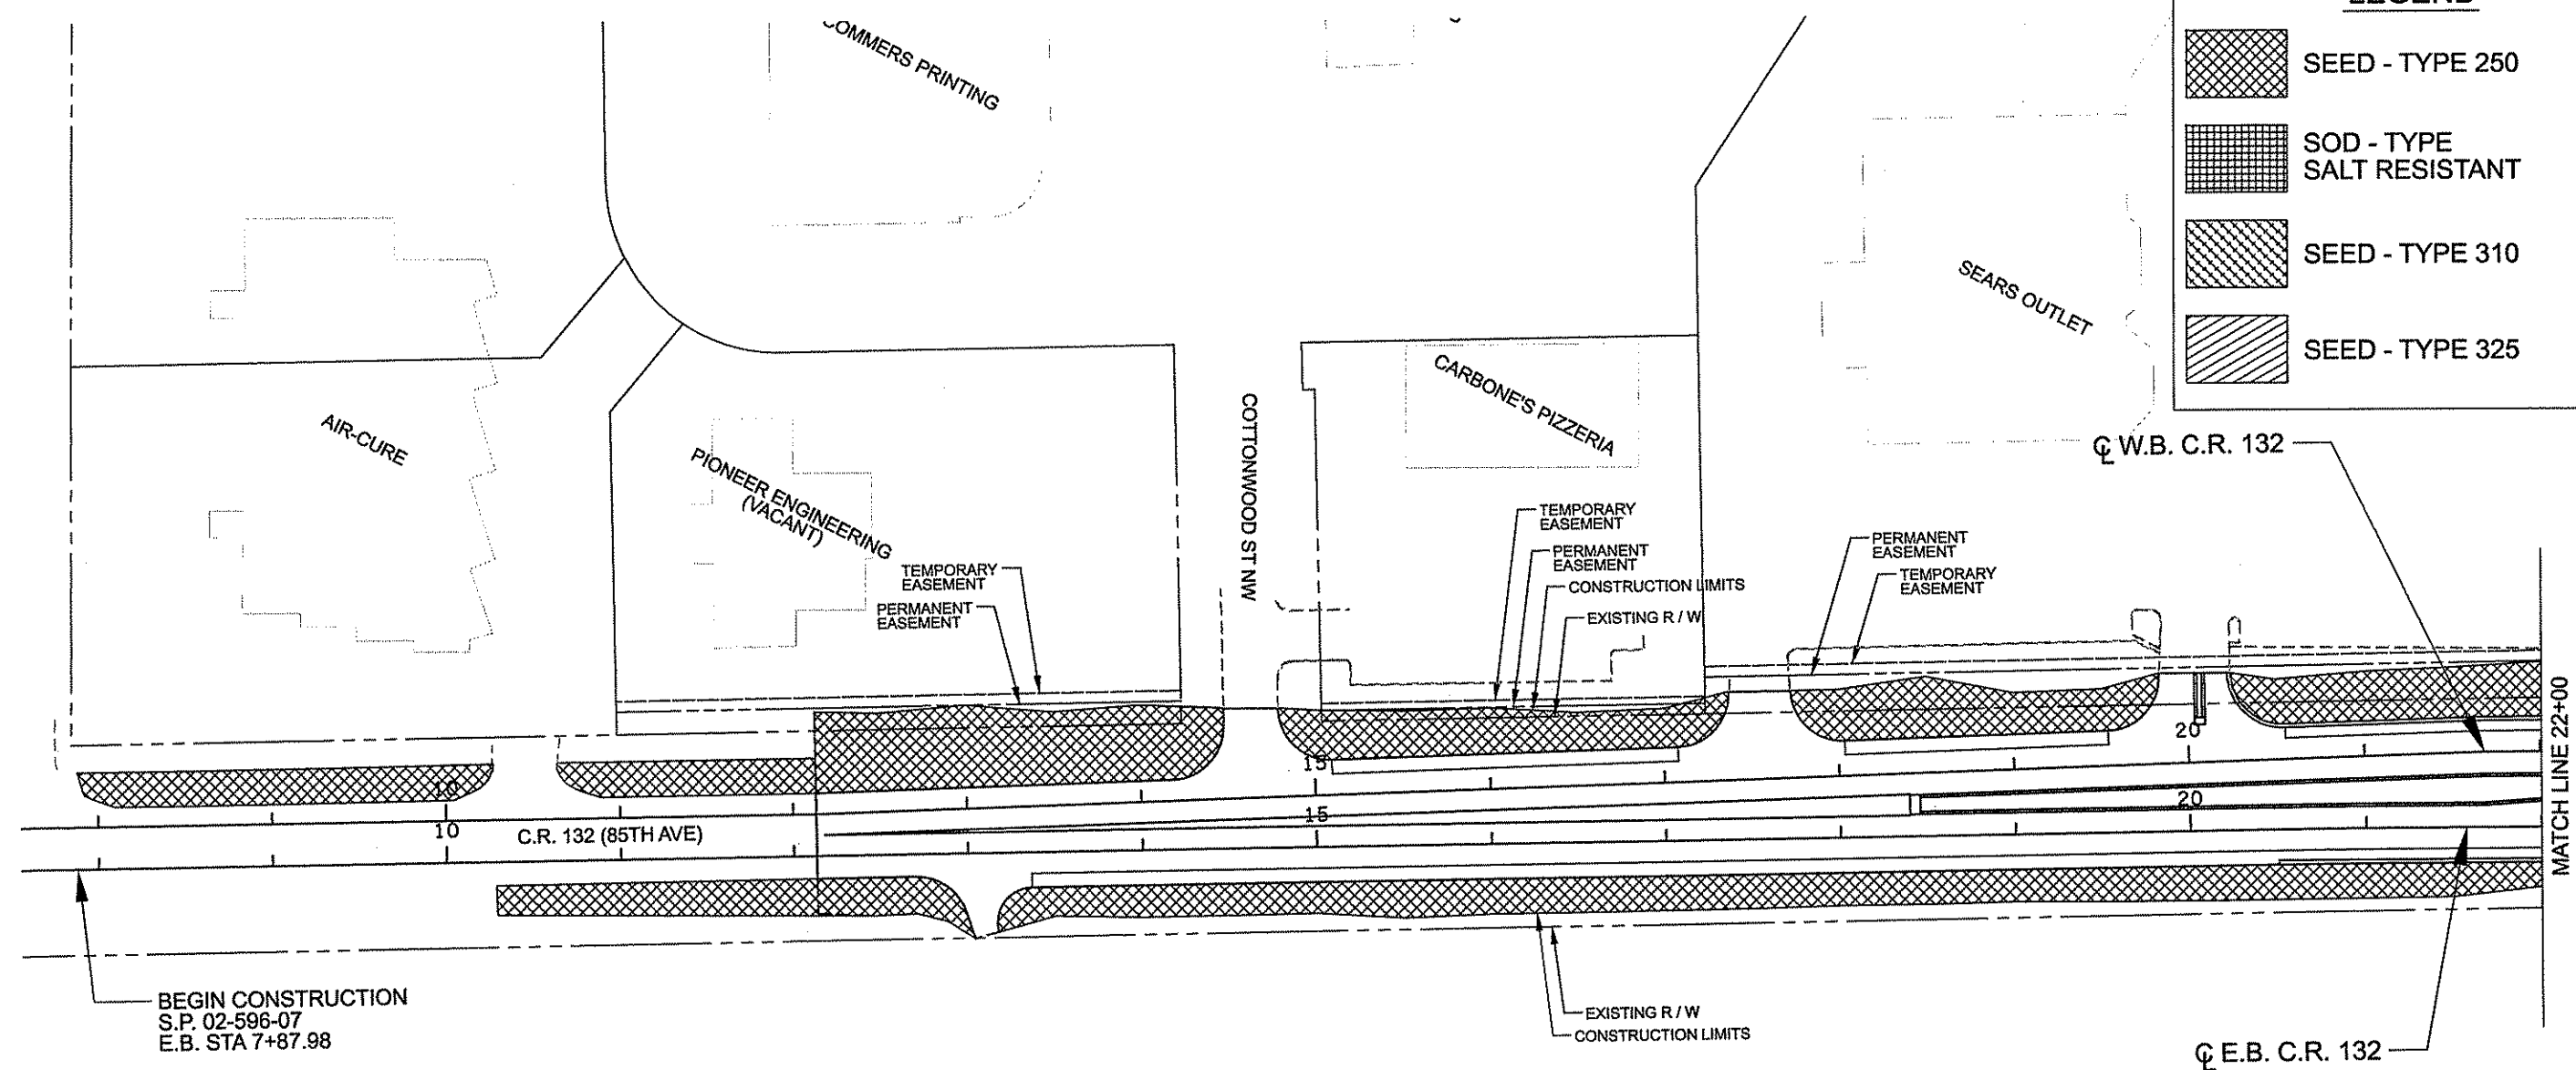 LEGEND
SEED - TYPE 250
SOD - TYPE
SALT RESISTANT
SEED - TYPE 310
SEED - TYPE 325
COMMERS PRINTING
SEARS OUTLET
CARBONE'S PIZZERIA
AIR-CURE
PIONEER ENGINEERING
(VACANT)
COTTONWOOD ST NW
℄ W.B. C.R. 132
TEMPORARY
EASEMENT
PERMANENT
EASEMENT
CONSTRUCTION LIMITS
EXISTING R / W
PERMANENT
EASEMENT
TEMPORARY
EASEMENT
TEMPORARY
EASEMENT
PERMANENT
EASEMENT
MATCH LINE 22+00
10
15
20
10
15
20
C.R. 132 (85TH AVE)
BEGIN CONSTRUCTION
S.P. 02-596-07
E.B. STA 7+87.98
EXISTING R / W
CONSTRUCTION LIMITS
℄ E.B. C.R. 132